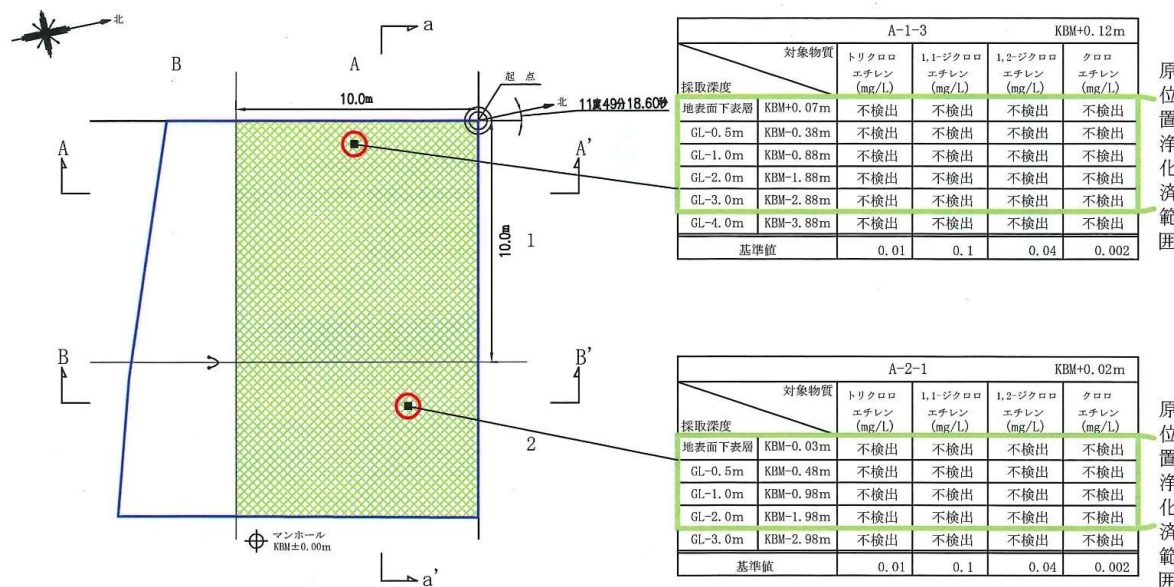 北
a
B
A
起 点
10.0m
北 11度49分18.60秒
A
A'
10.0m
1
B
B'
2
マンホール
KBM±0.00m
a'
A-1-3 KBM+0.12m
対象物質 トリクロロエチレン(mg/L) 1,1-ジクロロエチレン(mg/L) 1,2-ジクロロエチレン(mg/L) クロロエチレン(mg/L)
採取深度
地表面下表層 KBM+0.07m 不検出 不検出 不検出 不検出
GL-0.5m KBM-0.38m 不検出 不検出 不検出 不検出
GL-1.0m KBM-0.88m 不検出 不検出 不検出 不検出
GL-2.0m KBM-1.88m 不検出 不検出 不検出 不検出
GL-3.0m KBM-2.88m 不検出 不検出 不検出 不検出
GL-4.0m KBM-3.88m 不検出 不検出 不検出 不検出
基準値 0.01 0.1 0.04 0.002
原位置浄化済範囲
A-2-1 KBM+0.02m
対象物質 トリクロロエチレン(mg/L) 1,1-ジクロロエチレン(mg/L) 1,2-ジクロロエチレン(mg/L) クロロエチレン(mg/L)
採取深度
地表面下表層 KBM-0.03m 不検出 不検出 不検出 不検出
GL-0.5m KBM-0.48m 不検出 不検出 不検出 不検出
GL-1.0m KBM-0.98m 不検出 不検出 不検出 不検出
GL-2.0m KBM-1.98m 不検出 不検出 不検出 不検出
GL-3.0m KBM-2.98m 不検出 不検出 不検出 不検出
基準値 0.01 0.1 0.04 0.002
原位置浄化済範囲